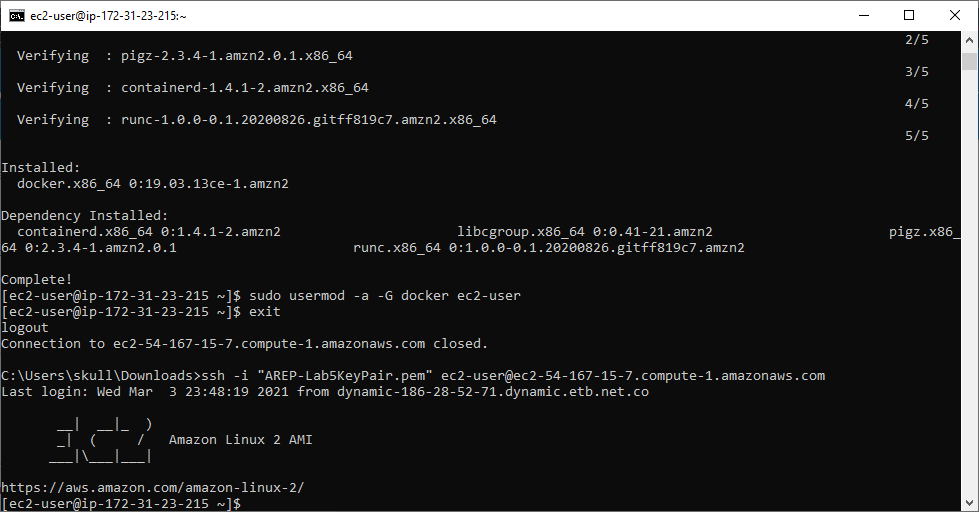 ec2-user@ip-172-31-23-215:~
2/5
  Verifying  : pigz-2.3.4-1.amzn2.0.1.x86_64
3/5
  Verifying  : containerd-1.4.1-2.amzn2.x86_64
4/5
  Verifying  : runc-1.0.0-0.1.20200826.gitff819c7.amzn2.x86_64
5/5
Installed:
  docker.x86_64 0:19.03.13ce-1.amzn2
Dependency Installed:
  containerd.x86_64 0:1.4.1-2.amzn2                      libcgroup.x86_64 0:0.41-21.amzn2                      pigz.x86_
64 0:2.3.4-1.amzn2.0.1                      runc.x86_64 0:1.0.0-0.1.20200826.gitff819c7.amzn2
Complete!
[ec2-user@ip-172-31-23-215 ~]$ sudo usermod -a -G docker ec2-user
[ec2-user@ip-172-31-23-215 ~]$ exit
logout
Connection to ec2-54-167-15-7.compute-1.amazonaws.com closed.
C:\Users\skull\Downloads>ssh -i "AREP-Lab5KeyPair.pem" ec2-user@ec2-54-167-15-7.compute-1.amazonaws.com
Last login: Wed Mar  3 23:48:19 2021 from dynamic-186-28-52-71.dynamic.etb.net.co
       __|  __|_  )
       _|  (     /   Amazon Linux 2 AMI
      ___|\___|___|
https://aws.amazon.com/amazon-linux-2/
[ec2-user@ip-172-31-23-215 ~]$